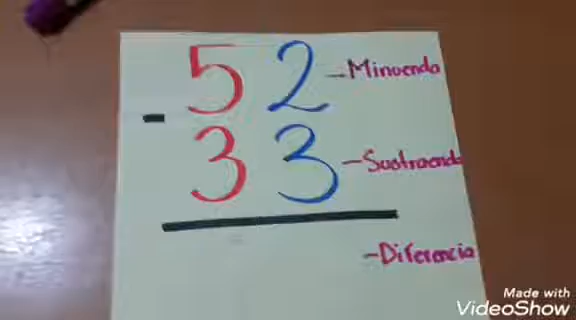 52 -Minuendo
-
33 -Sustraendo
-Diferencia
Made with
VideoShow